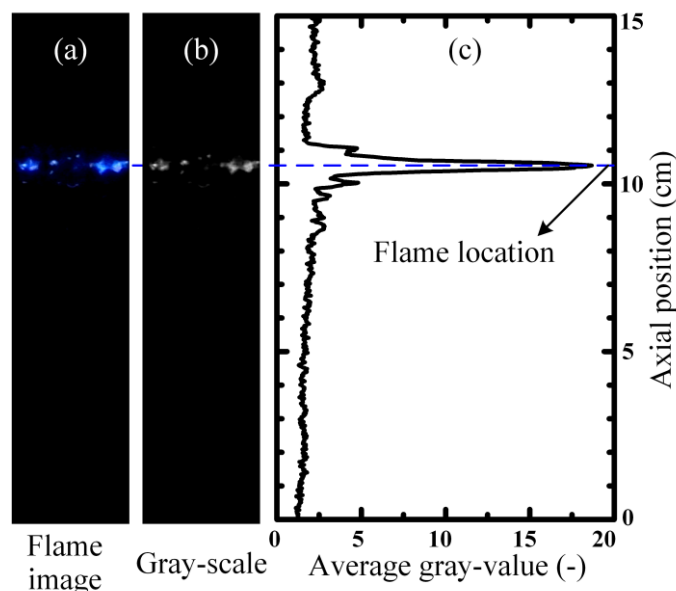 (a)
(b)
(c)
15
10
5
0
Axial position (cm)
Flame location
0
5
10
15
20
Flame
image
Gray-scale
Average gray-value (-)